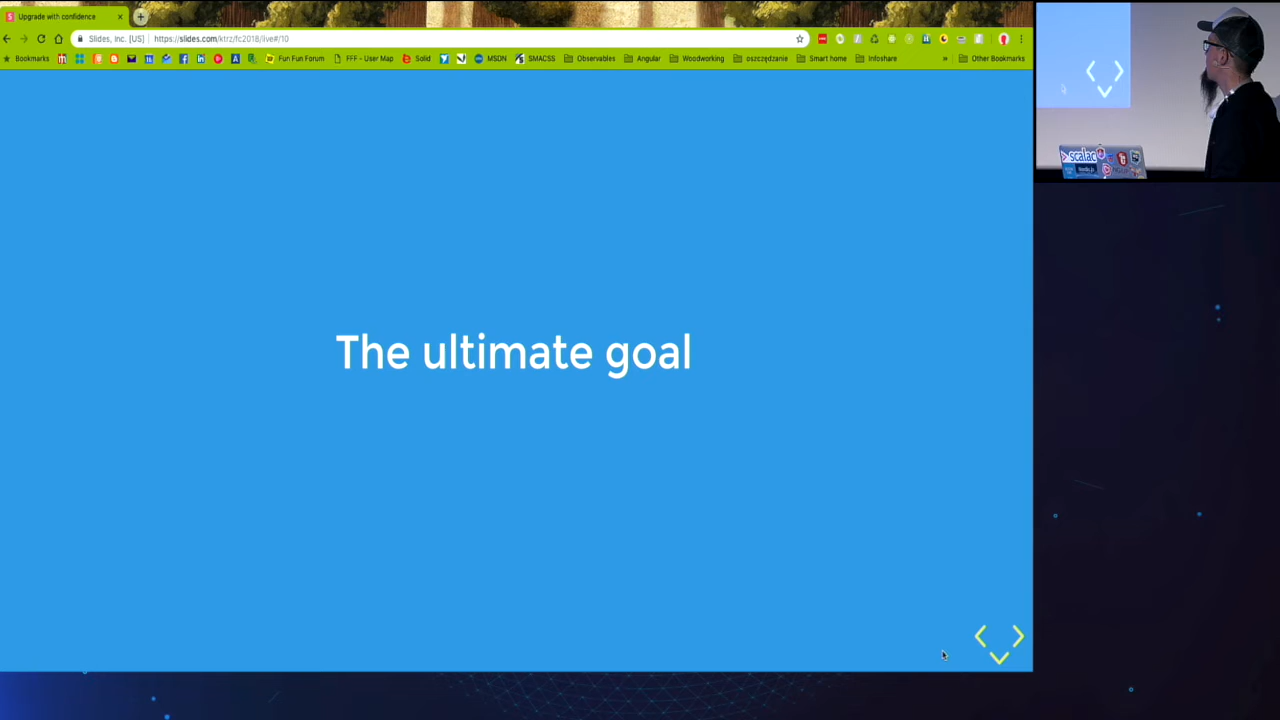 Upgrade with confidence
Slides, Inc. [US]
https://slides.com/ktrz/fc2018/live#/10
Bookmarks
Fun Fun Forum
FFF - User Map
Solid
MSDN
SMACSS
Observables
Angular
Woodworking
oszczędzanie
Smart home
Infoshare
»
Other Bookmarks
The ultimate goal
scalac